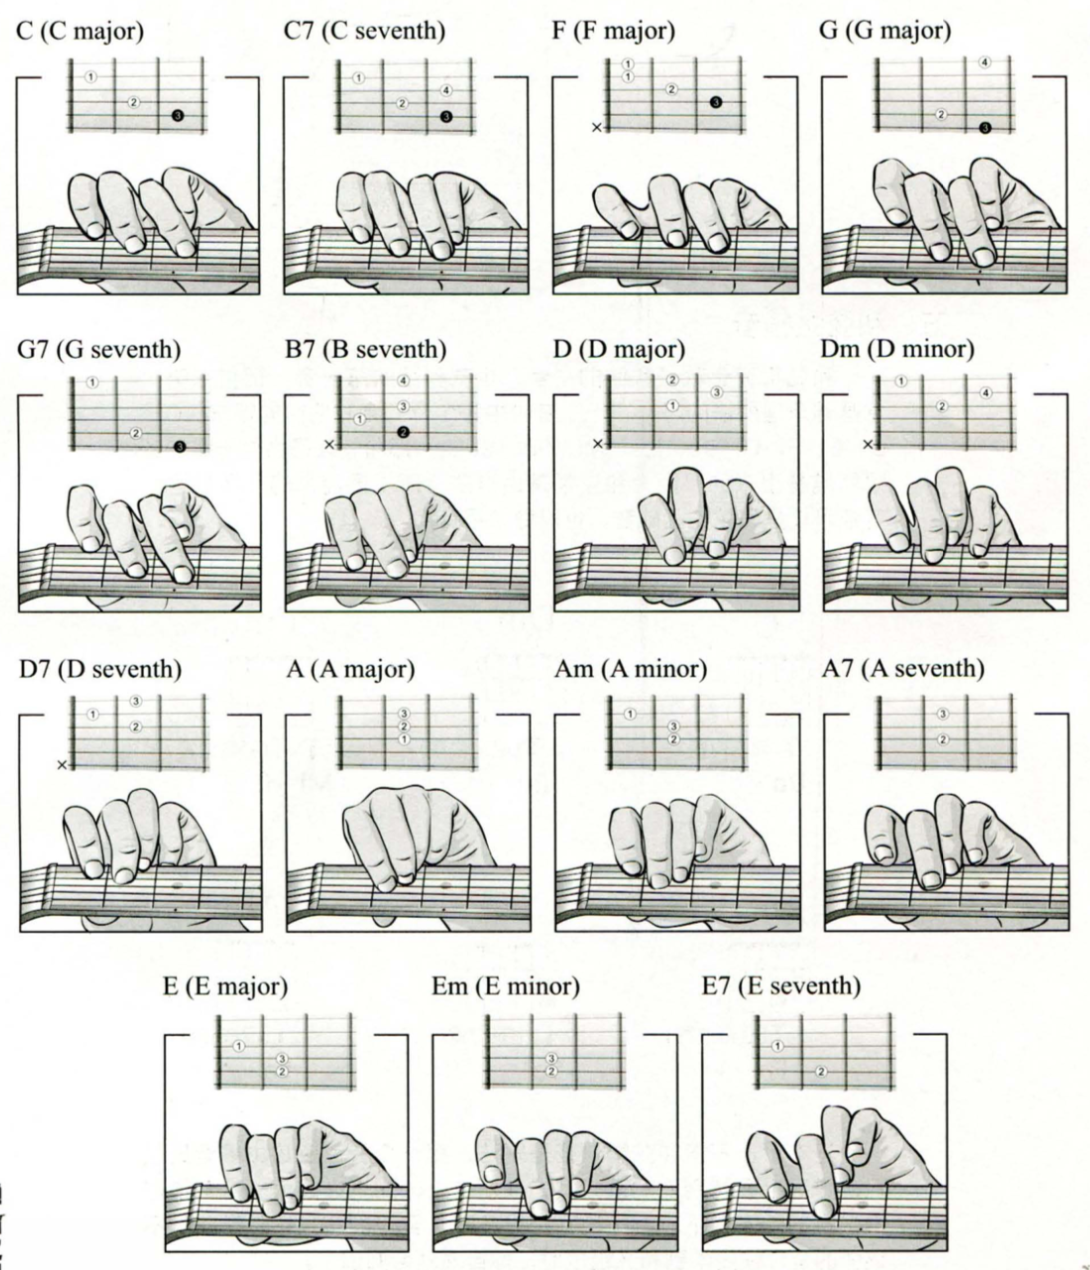 C (C major) C7 (C seventh) F (F major) G (G major)
1 1 1 4
1
2 4 2
2 3
3 3 2
× 3
G7 (G seventh) B7 (B seventh) D (D major) Dm (D minor)
1 4 2 1
3 4
3 1 2
1
2 2
3 × × ×
D7 (D seventh) A (A major) Am (A minor) A7 (A seventh)
3
1 3 1 3
2 2 3
1 2 2
×
E (E major) Em (E minor) E7 (E seventh)
1 1
3 3
2 2 2